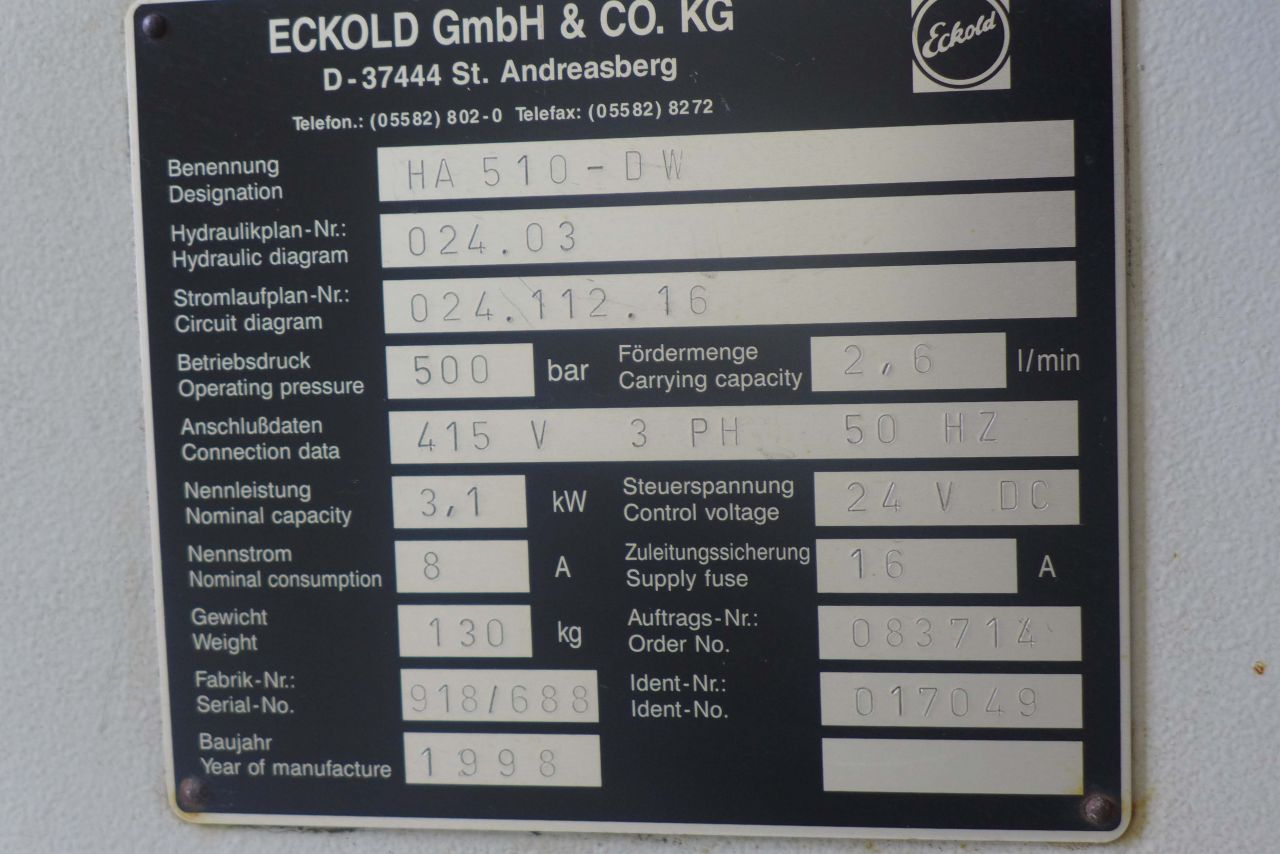 ECKOLD GmbH & CO. KG
Eckold
D-37444 St. Andreasberg
Telefon.: (05582) 802-0 Telefax: (05582) 8272
Benennung
Designation
HA 510-DW
Hydraulikplan-Nr.:
Hydraulic diagram
024.03
Stromlaufplan-Nr.:
Circuit diagram
024.112.16
Betriebsdruck
Operating pressure
500 bar
Fördermenge
Carrying capacity
2,6 l/min
Anschlußdaten
Connection data
415 V 3 PH 50 HZ
Nennleistung
Nominal capacity
3,1 kW
Steuerspannung
Control voltage
24 V DC
Nennstrom
Nominal consumption
8 A
Zuleitungssicherung
Supply fuse
16 A
Gewicht
Weight
130 kg
Auftrags-Nr.:
Order No.
083714
Fabrik-Nr.:
Serial-No.
918/688
Ident-Nr.:
Ident-No.
017049
Baujahr
Year of manufacture
1998